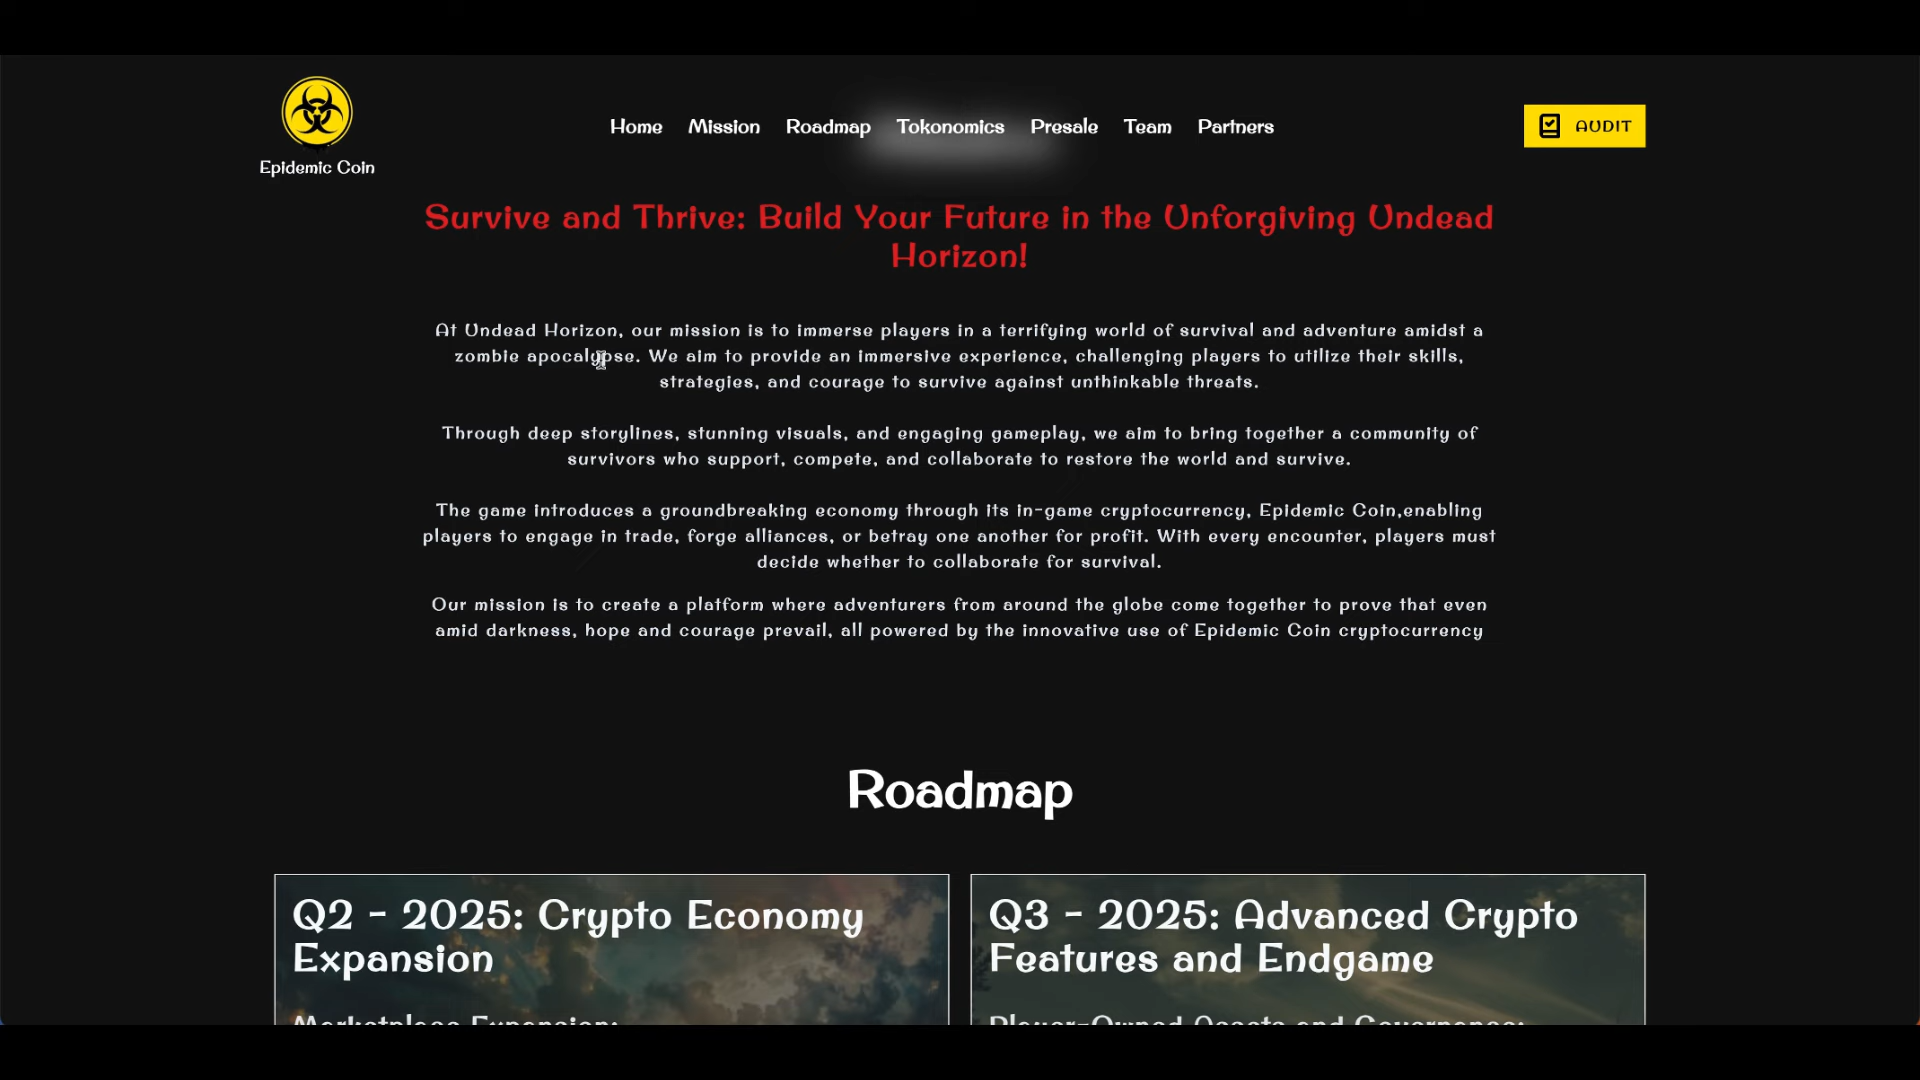 Epidemic Coin
Home Mission Roadmap Tokonomics Presale Team Partners
AUDIT
Survive and Thrive: Build Your Future in the Unforgiving Undead
Horizon!
At Undead Horizon, our mission is to immerse players in a terrifying world of survival and adventure amidst a
zombie apocalypse. We aim to provide an immersive experience, challenging players to utilize their skills,
strategies, and courage to survive against unthinkable threats.
Through deep storylines, stunning visuals, and engaging gameplay, we aim to bring together a community of
survivors who support, compete, and collaborate to restore the world and survive.
The game introduces a groundbreaking economy through its in-game cryptocurrency, Epidemic Coin,enabling
players to engage in trade, forge alliances, or betray one another for profit. With every encounter, players must
decide whether to collaborate for survival.
Our mission is to create a platform where adventurers from around the globe come together to prove that even
amid darkness, hope and courage prevail, all powered by the innovative use of Epidemic Coin cryptocurrency
Roadmap
Q2 - 2025: Crypto Economy
Expansion
Marketplace Expansion:
Q3 - 2025: Advanced Crypto
Features and Endgame
Player-Owned Assets and Governance: